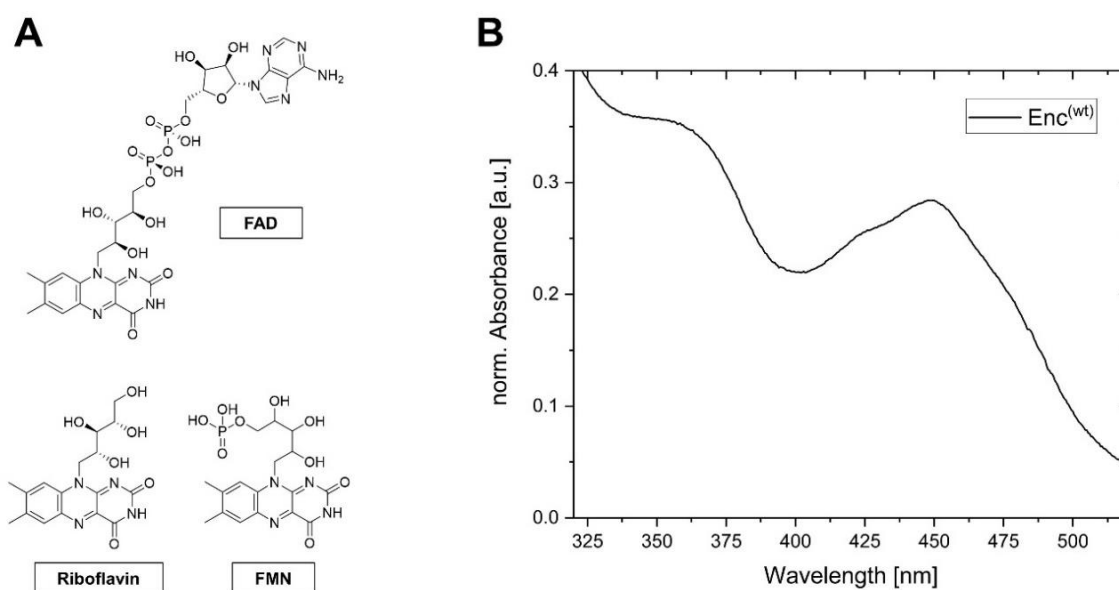 A
HO
OH
N
N
NH2
N
N
O
O
O
P
OH
O
O
P
OH
O
HO
OH
OH
N
N
O
NH
N
O
FAD
OH
HO
OH
OH
N
N
O
NH
N
O
Riboflavin
OH
HO
P
O
O
OH
OH
OH
N
N
O
NH
N
O
FMN
B
Enc(wt)
norm. Absorbance [a.u.]
0.4
0.3
0.2
0.1
0.0
325 350 375 400 425 450 475 500
Wavelength [nm]